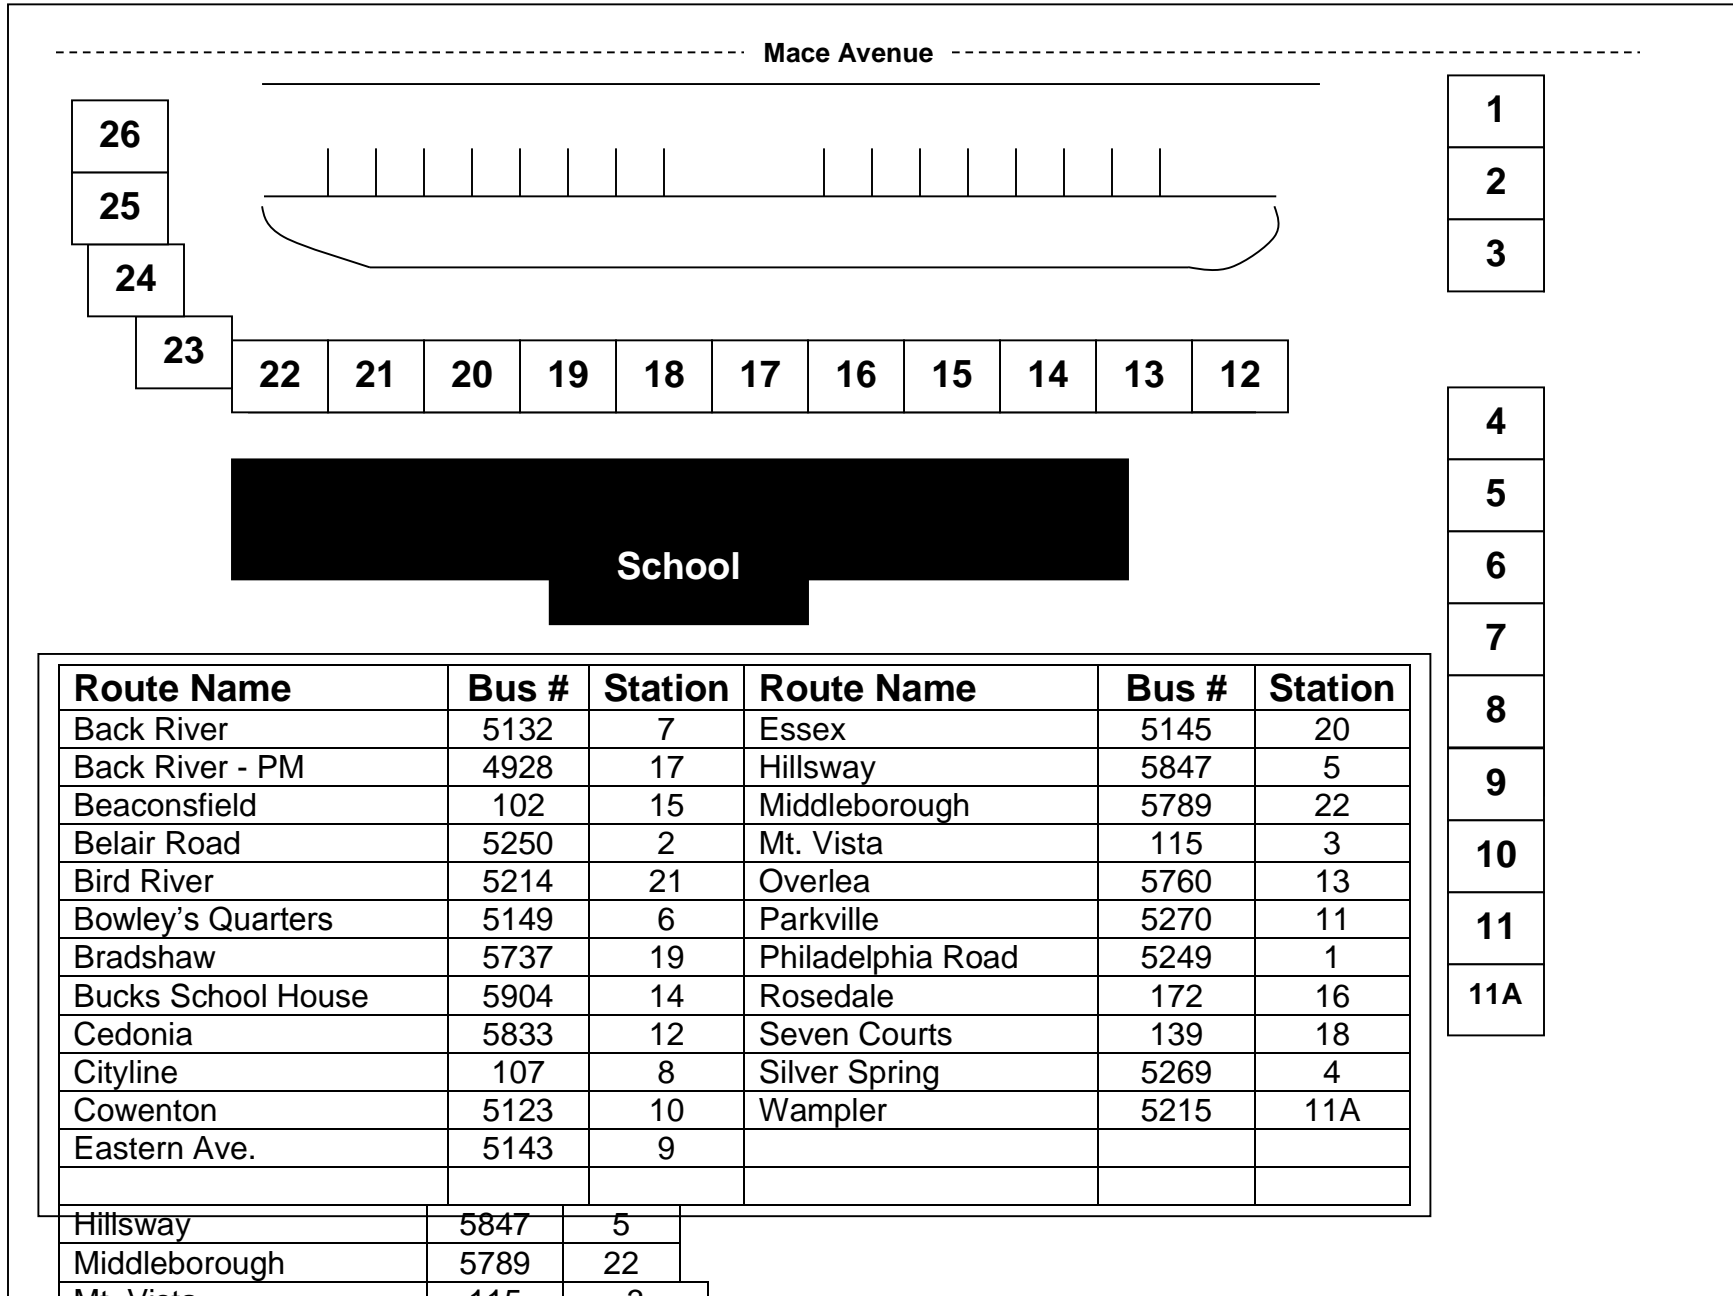 Mace Avenue
26
25
24
23
1
2
3
22 21 20 19 18 17 16 15 14 13 12
4
5
6
7
8
9
10
11
11A
School
Route Name Bus # Station Route Name Bus # Station
Back River 5132 7 Essex 5145 20
Back River - PM 4928 17 Hillsway 5847 5
Beaconsfield 102 15 Middleborough 5789 22
Belair Road 5250 2 Mt. Vista 115 3
Bird River 5214 21 Overlea 5760 13
Bowley’s Quarters 5149 6 Parkville 5270 11
Bradshaw 5737 19 Philadelphia Road 5249 1
Bucks School House 5904 14 Rosedale 172 16
Cedonia 5833 12 Seven Courts 139 18
Cityline 107 8 Silver Spring 5269 4
Cowenton 5123 10 Wampler 5215 11A
Eastern Ave. 5143 9
Hillsway 5847 5
Middleborough 5789 22
Mt. Vista 115